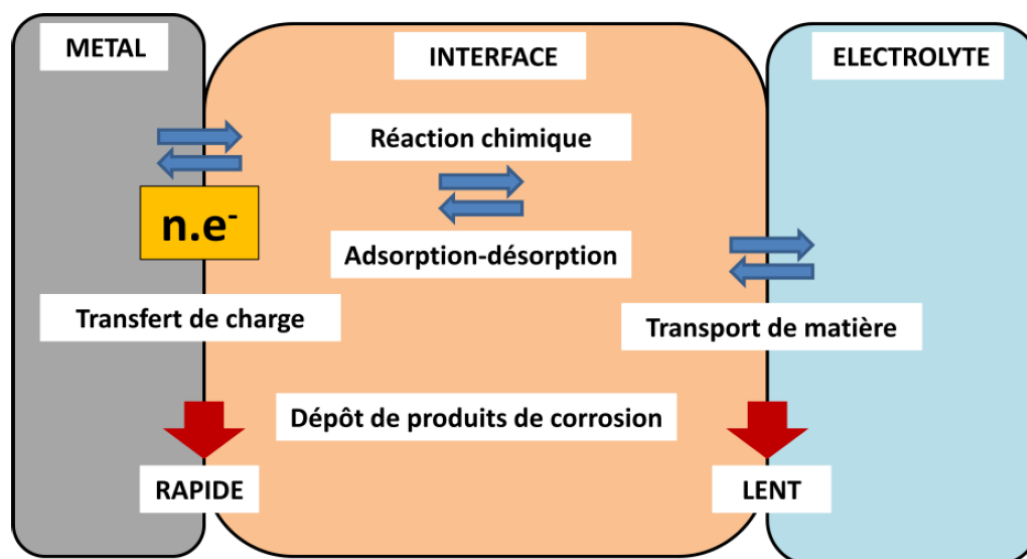 METAL
INTERFACE
ELECTROLYTE
Réaction chimique
n.e-
Adsorption-désorption
Transfert de charge
Transport de matière
Dépôt de produits de corrosion
RAPIDE
LENT